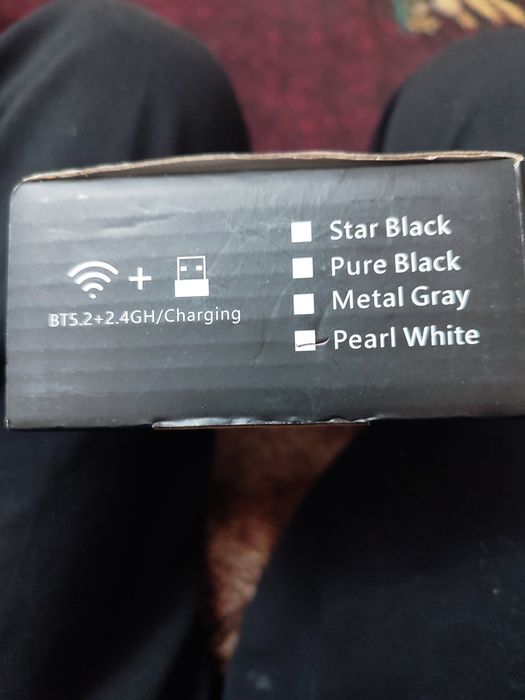 BT5.2+2.4GH/Charging
Star Black
Pure Black
Metal Gray
Pearl White